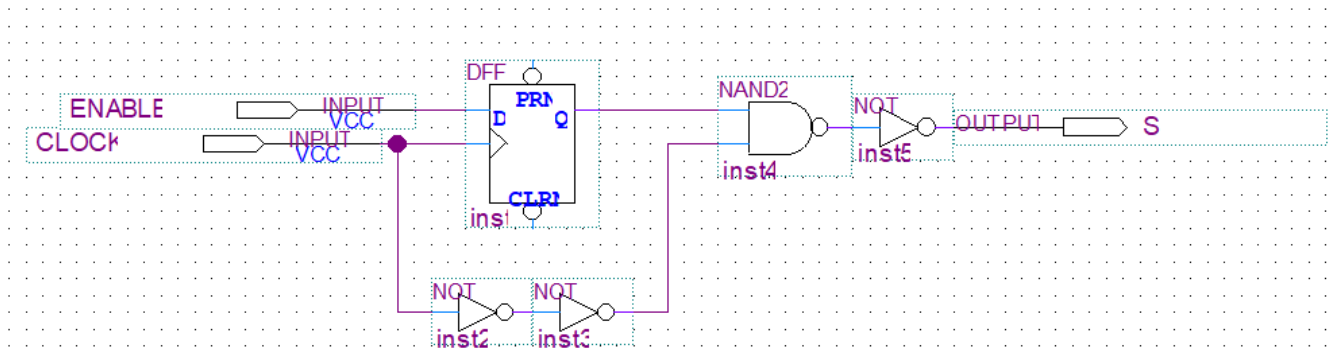 DFF
ENABLE
INPUT
VCC
PRN
D
Q
CLOCK
INPUT
VCC
CLRN
inst
NAND2
inst4
NOT
inst5
OUTPUT
S
NOT
inst2
NOT
inst3